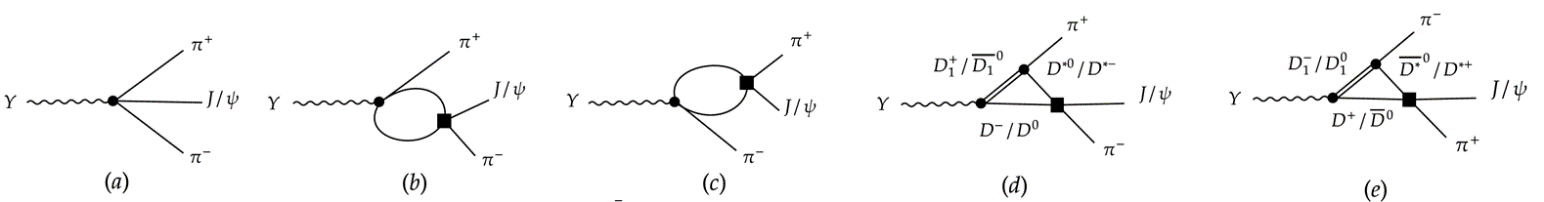 Y π⁺ J/ψ π⁻
(a)
Y π⁺ J/ψ π⁻
(b)
Y π⁺ J/ψ π⁻
(c)
Y D₁⁺/D̅₁⁰ π⁺ D*⁰/D*⁻ J/ψ D⁻/D⁰ π⁻
(d)
Y D₁⁻/D₁⁰ π⁻ D̅*⁰/D*⁺ J/ψ D⁺/D̅⁰ π⁺
(e)